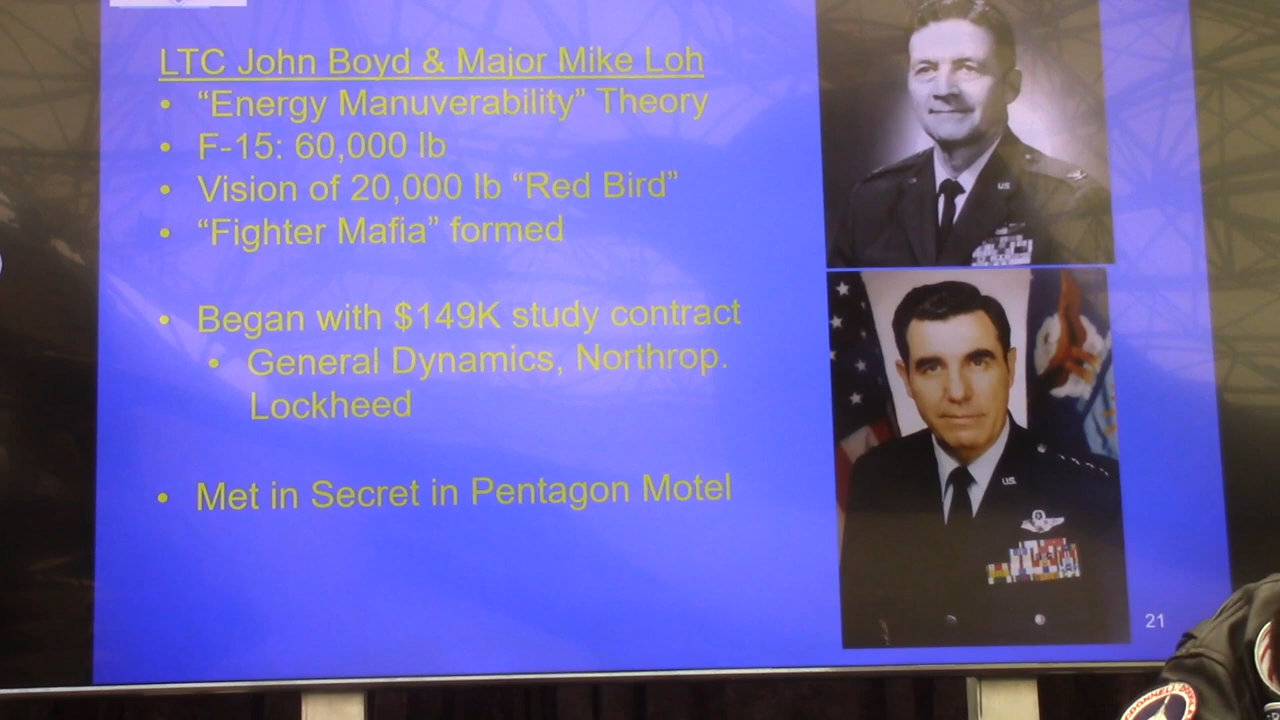 LTC John Boyd & Major Mike Loh
• “Energy Manuverability” Theory
• F-15: 60,000 lb
• Vision of 20,000 lb “Red Bird”
• “Fighter Mafia” formed
• Began with $149K study contract
• General Dynamics, Northrop.
Lockheed
• Met in Secret in Pentagon Motel
U.S.
U.S.
21